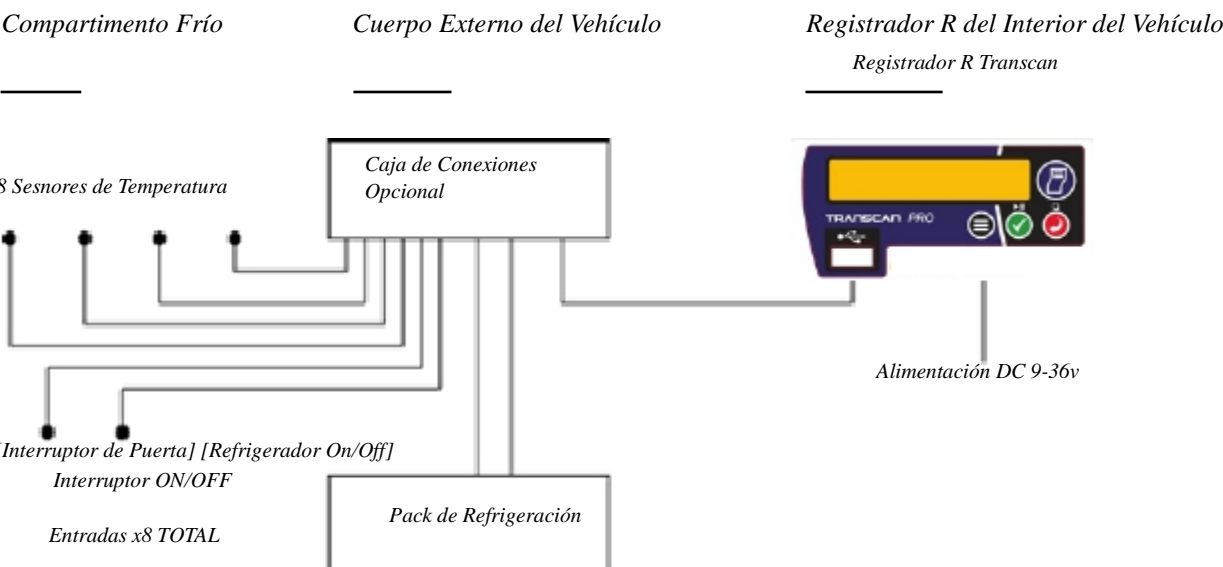 Compartimento Frío
Cuerpo Externo del Vehículo
Registrador R del Interior del Vehículo
Registrador R Transcan
Caja de Conexiones
Opcional
8 Sesnores de Temperatura
TRANSCAN PRO
Alimentación DC 9-36v
Interruptor de Puerta] [Refrigerador On/Off]
Interruptor ON/OFF
Pack de Refrigeración
Entradas x8 TOTAL